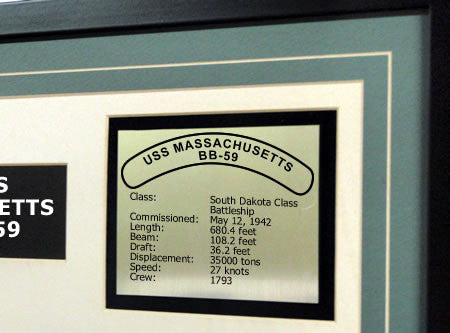 USS MASSACHUSETTS
BB-59
Class: South Dakota Class
Battleship
Commissioned: May 12, 1942
Length: 680.4 feet
Beam: 108.2 feet
Draft: 36.2 feet
Displacement: 35000 tons
Speed: 27 knots
Crew: 1793
S
SETTS
59